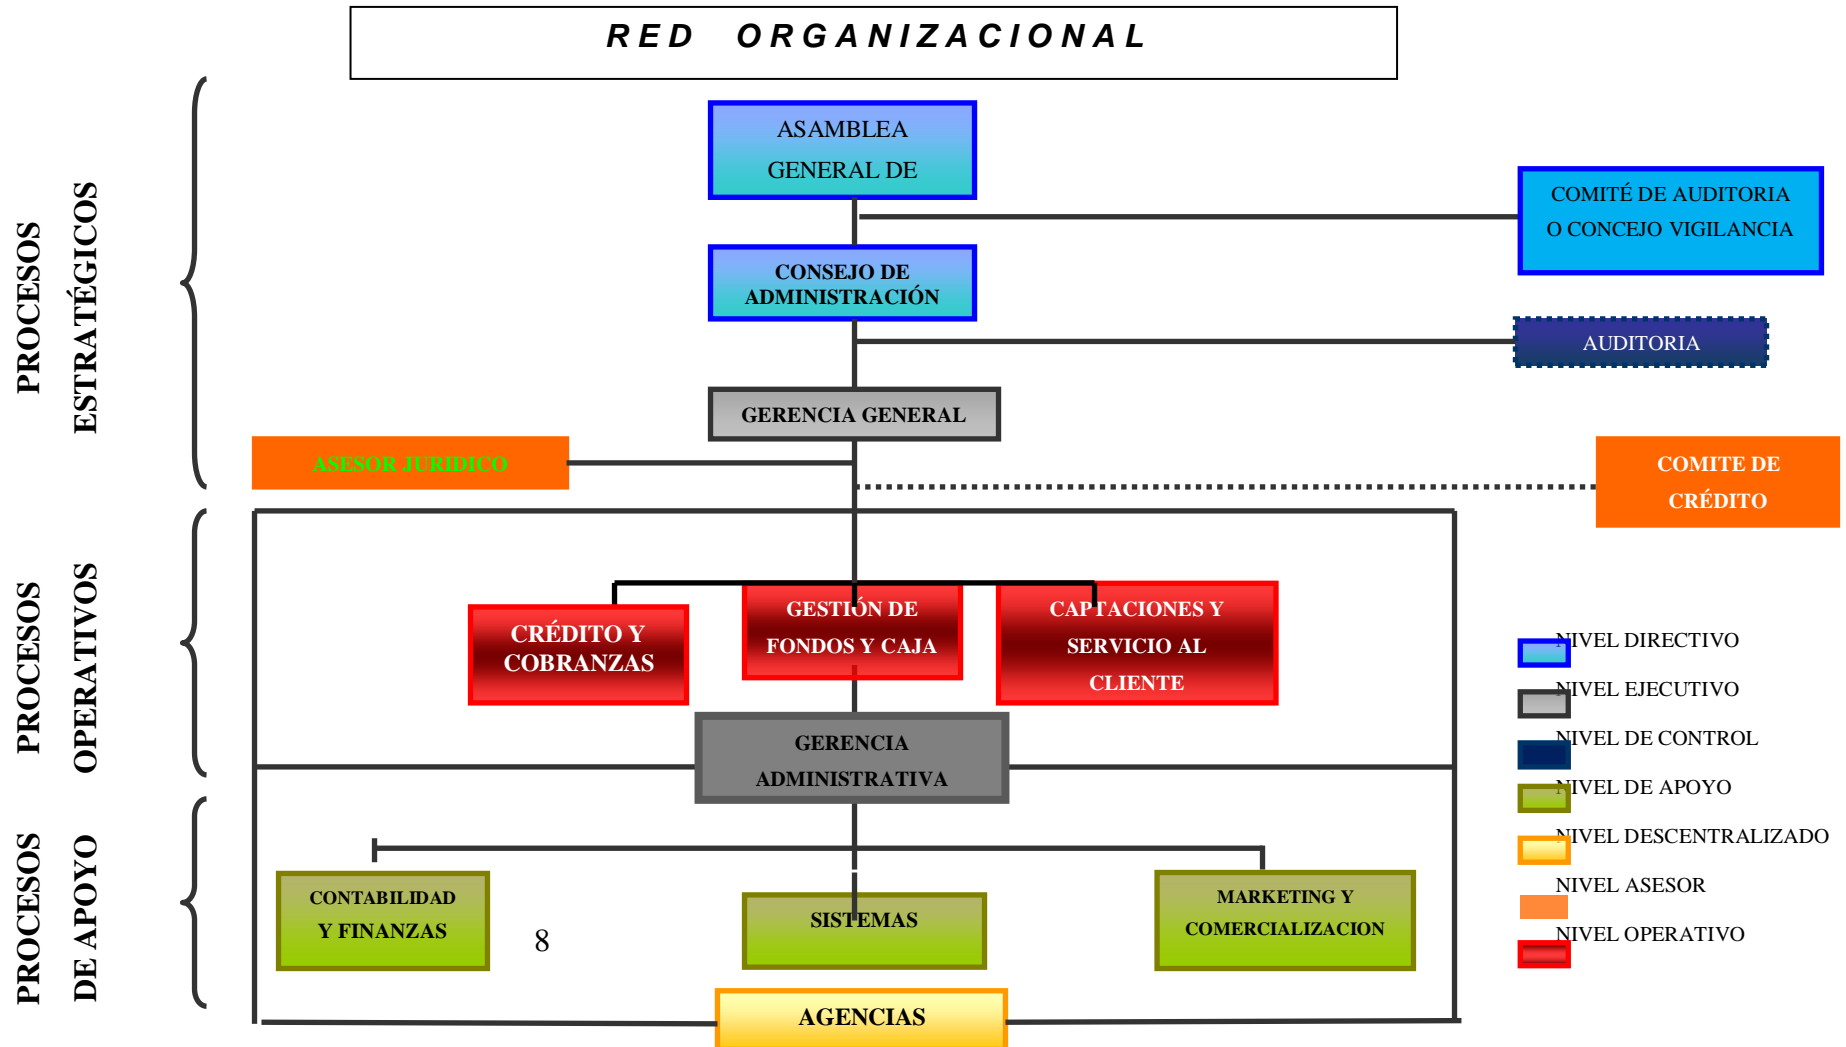 RED ORGANIZACIONAL
PROCESOS
ESTRATÉGICOS
ASAMBLEA
GENERAL DE
COMITÉ DE AUDITORIA
O CONCEJO VIGILANCIA
CONSEJO DE
ADMINISTRACIÓN
AUDITORIA
GERENCIA GENERAL
ASESOR JURIDICO
COMITE DE
CRÉDITO
PROCESOS
OPERATIVOS
CRÉDITO Y
COBRANZAS
GESTIÓN DE
FONDOS Y CAJA
CAPTACIONES Y
SERVICIO AL
CLIENTE
GERENCIA
ADMINISTRATIVA
PROCESOS
DE APOYO
CONTABILIDAD
Y FINANZAS
8
SISTEMAS
MARKETING Y
COMERCIALIZACION
AGENCIAS
NIVEL DIRECTIVO
NIVEL EJECUTIVO
NIVEL DE CONTROL
NIVEL DE APOYO
NIVEL DESCENTRALIZADO
NIVEL ASESOR
NIVEL OPERATIVO